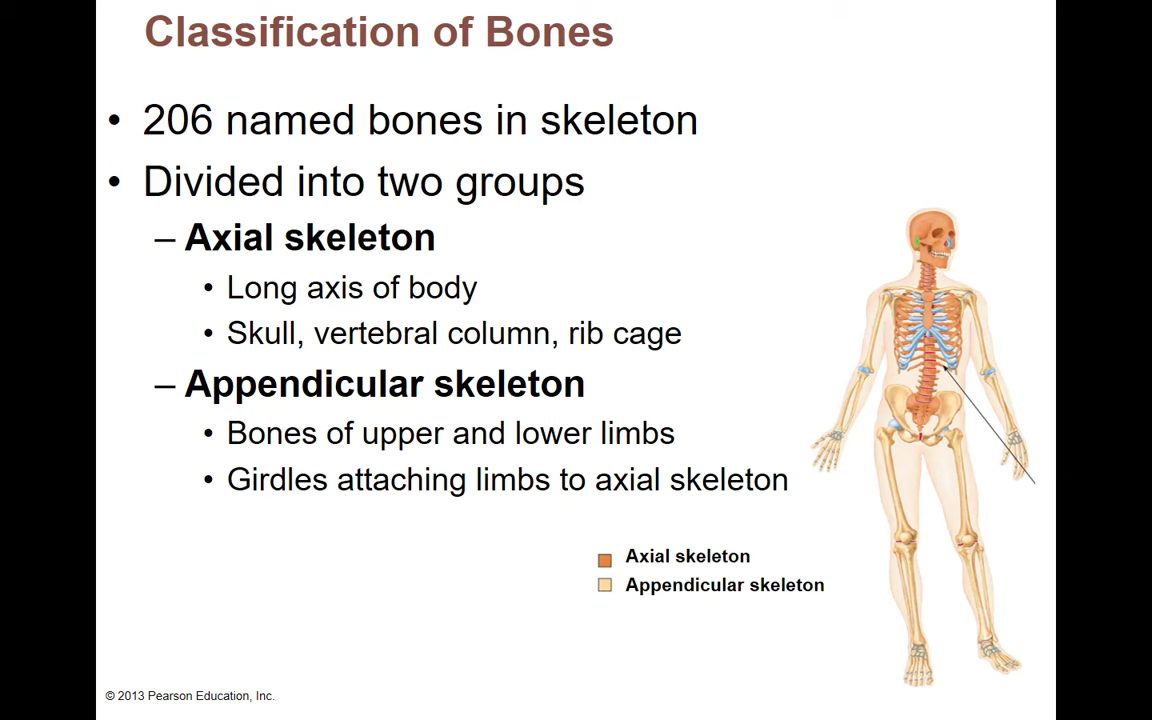 Classification of Bones
• 206 named bones in skeleton
• Divided into two groups
– Axial skeleton
• Long axis of body
• Skull, vertebral column, rib cage
– Appendicular skeleton
• Bones of upper and lower limbs
• Girdles attaching limbs to axial skeleton
Axial skeleton
Appendicular skeleton
© 2013 Pearson Education, Inc.